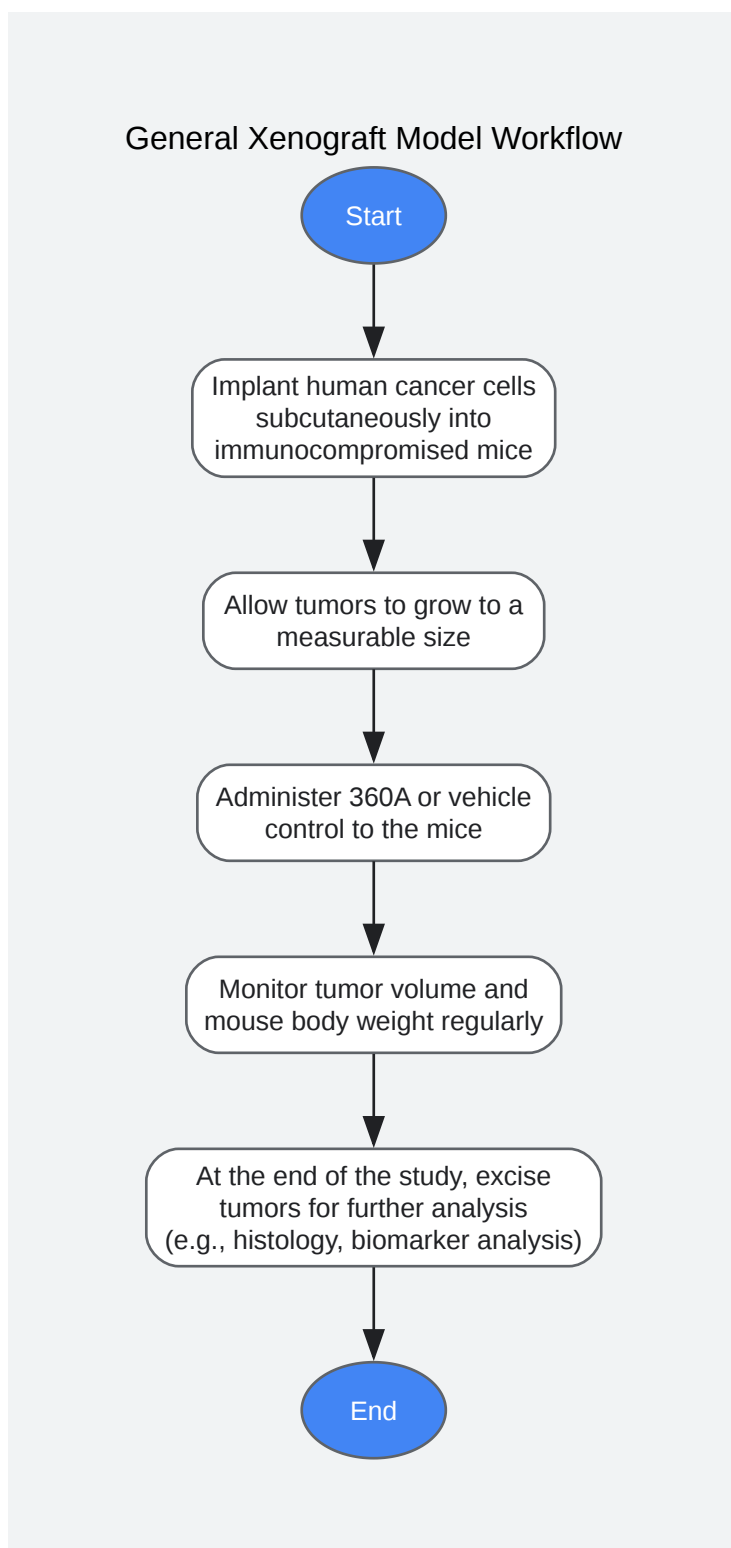 General Xenograft Model Workflow
Start
Implant human cancer cells
subcutaneously into
immunocompromised mice
Allow tumors to grow to a
measurable size
Administer 360A or vehicle
control to the mice
Monitor tumor volume and
mouse body weight regularly
At the end of the study, excise
tumors for further analysis
(e.g., histology, biomarker analysis)
End